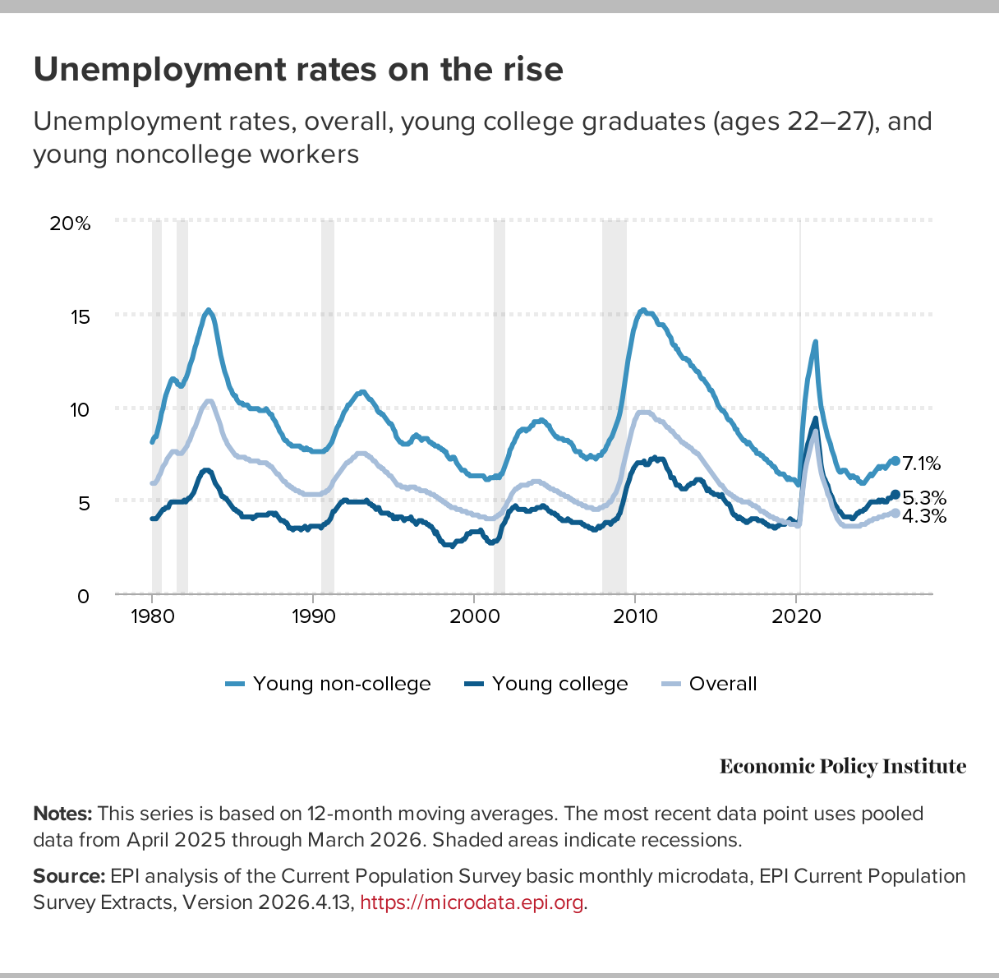 Unemployment rates on the rise
Unemployment rates, overall, young college graduates (ages 22–27), and
young noncollege workers
20%
15
10
5
0
7.1%
5.3%
4.3%
1980 1990 2000 2010 2020
Young non-college Young college Overall
Economic Policy Institute
Notes: This series is based on 12-month moving averages. The most recent data point uses pooled
data from April 2025 through March 2026. Shaded areas indicate recessions.
Source: EPI analysis of the Current Population Survey basic monthly microdata, EPI Current Population
Survey Extracts, Version 2026.4.13, https://microdata.epi.org.